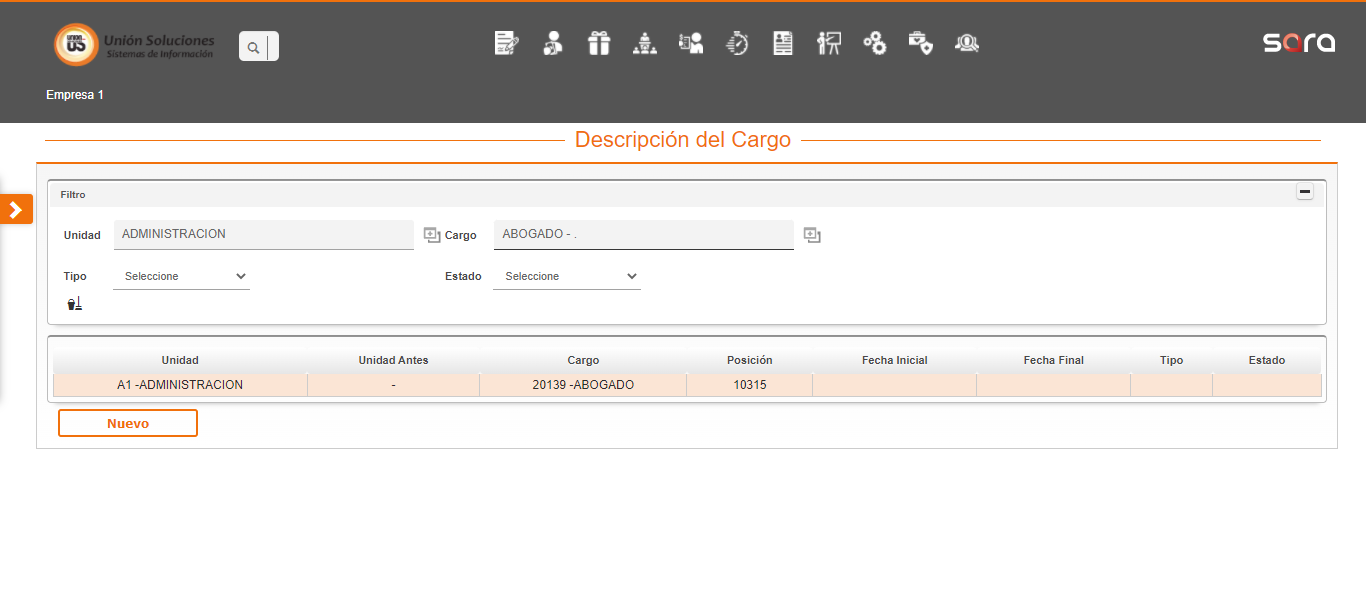 UNION
US
Unión Soluciones
Sistemas de Información
sara
Empresa 1
Descripción del Cargo
Filtro
Unidad ADMINISTRACION Cargo ABOGADO - .
Tipo Seleccione Estado Seleccione
Unidad Unidad Antes Cargo Posición Fecha Inicial Fecha Final Tipo Estado
A1 -ADMINISTRACION - 20139 -ABOGADO 10315
Nuevo